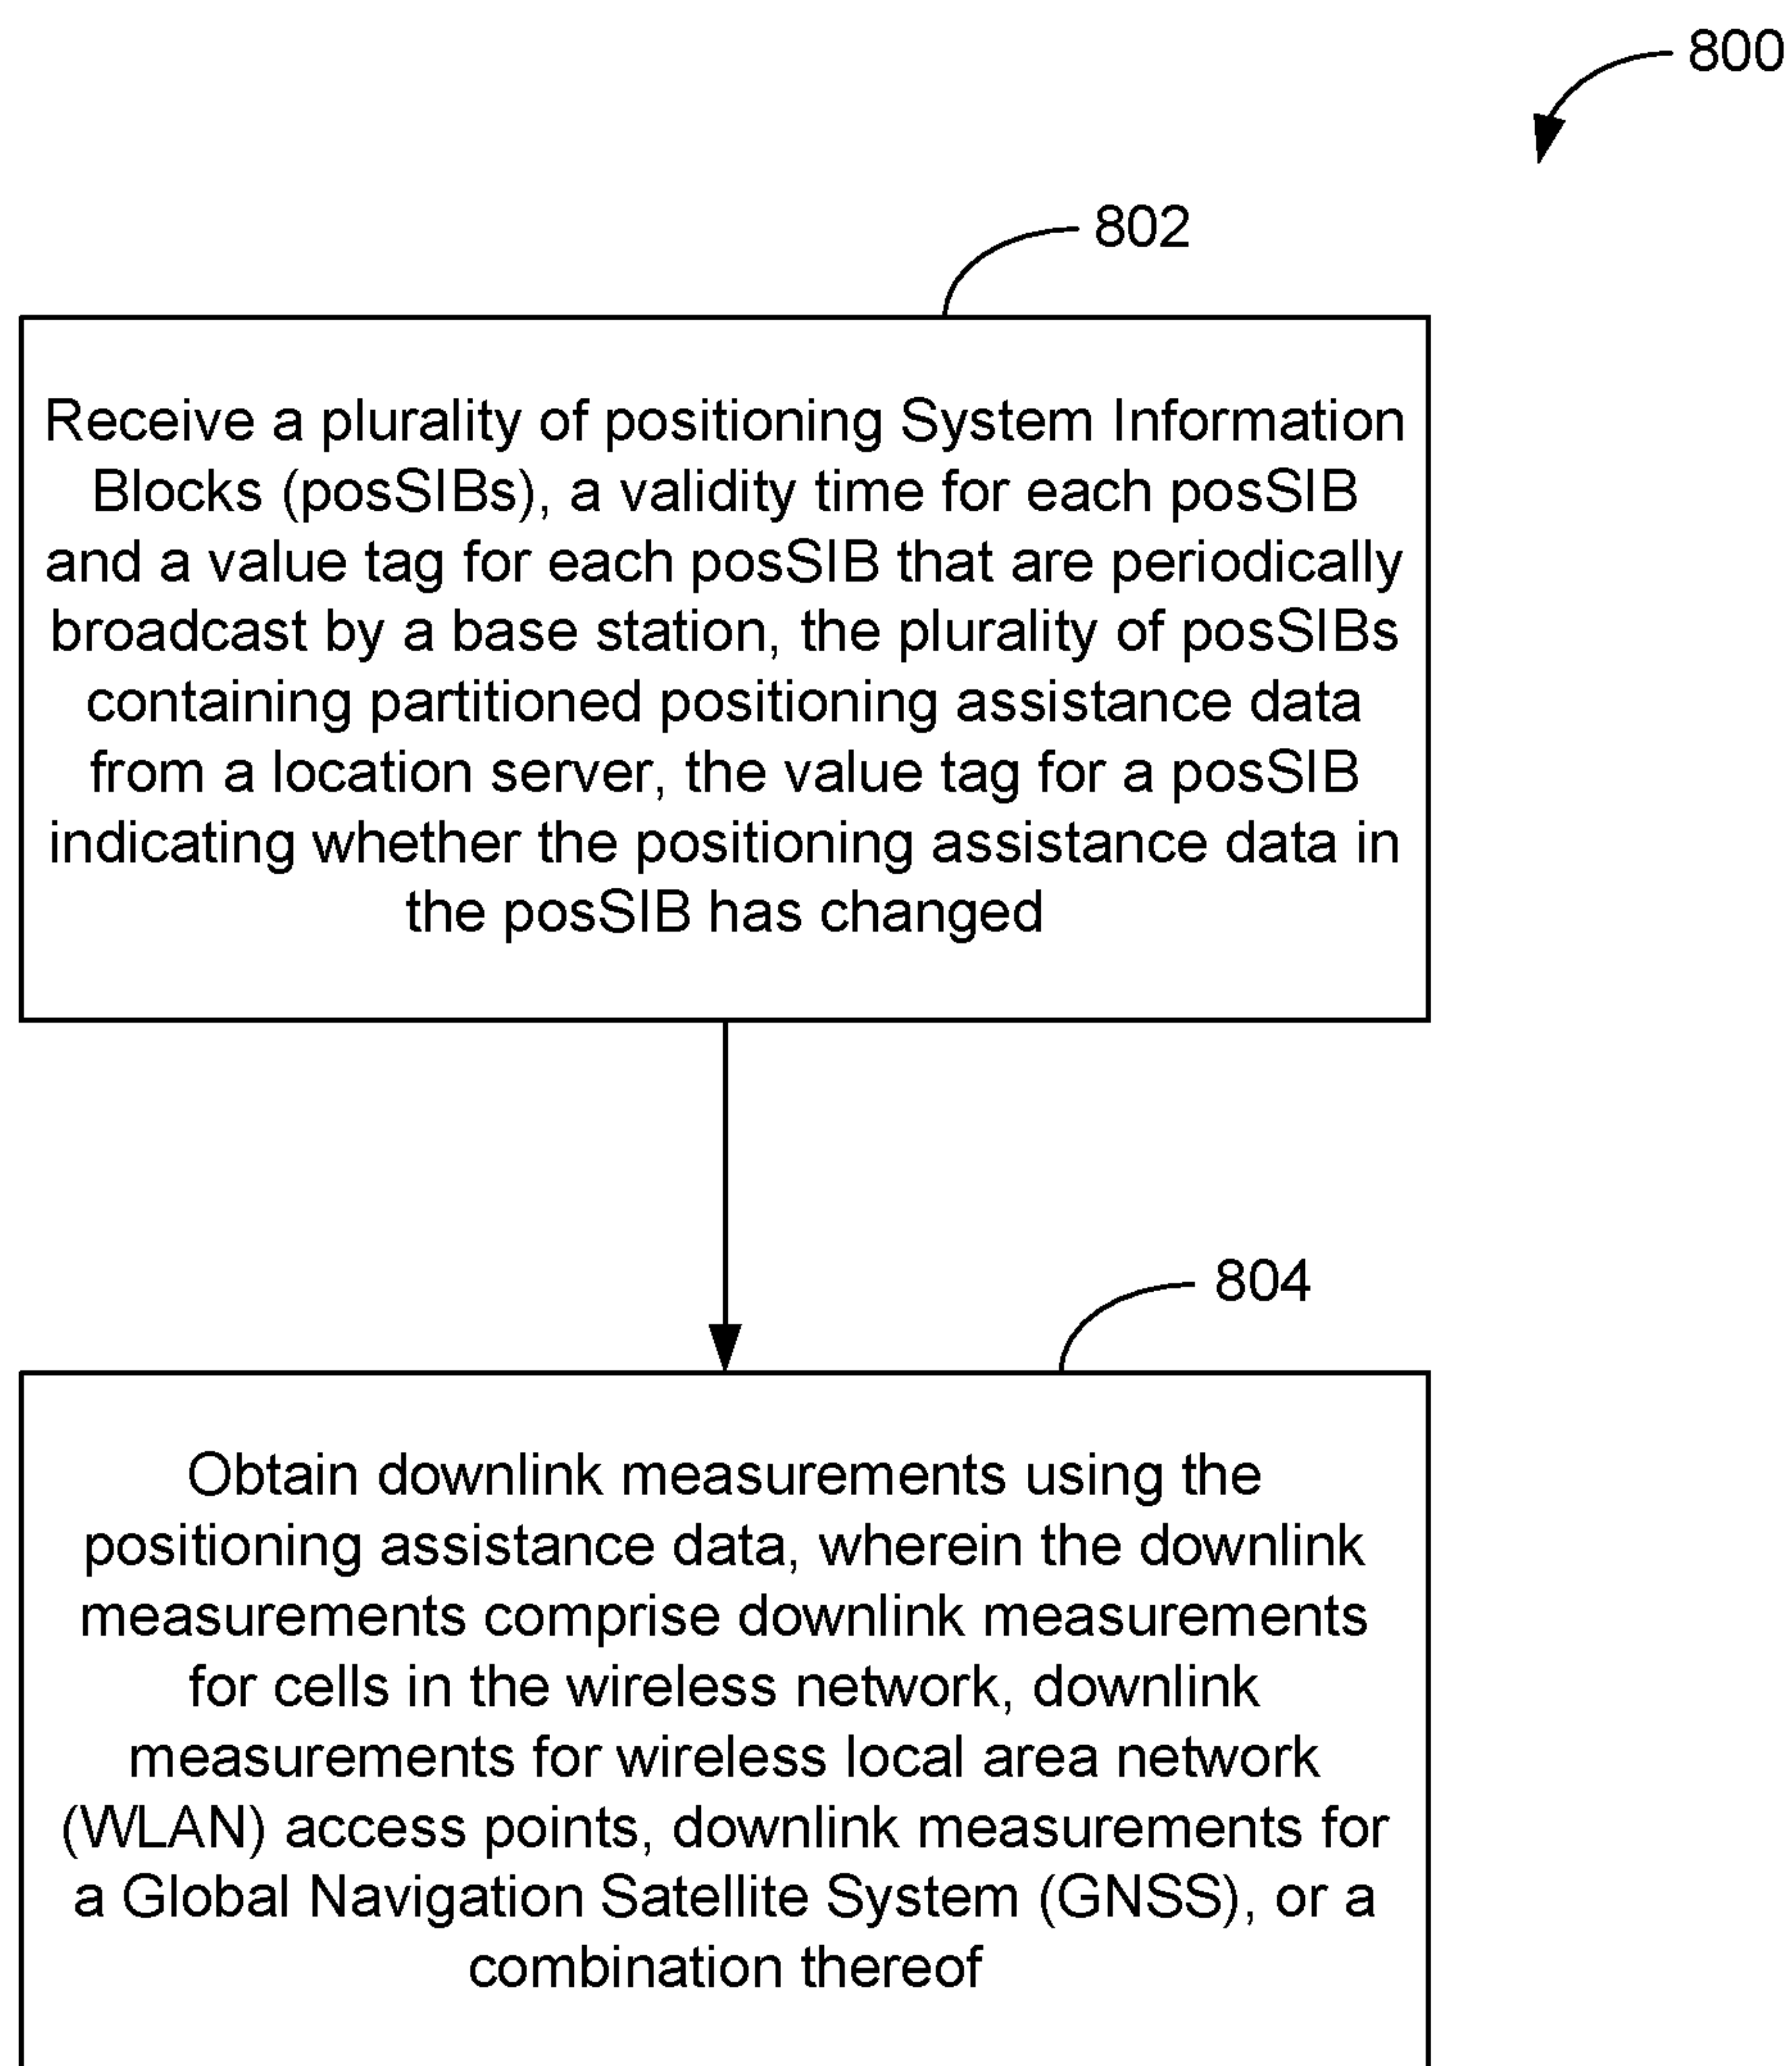 800
802
Receive a plurality of positioning System Information
Blocks (posSIBs), a validity time for each posSIB
and a value tag for each posSIB that are periodically
broadcast by a base station, the plurality of posSIBs
containing partitioned positioning assistance data
from a location server, the value tag for a posSIB
indicating whether the positioning assistance data in
the posSIB has changed
804
Obtain downlink measurements using the
positioning assistance data, wherein the downlink
measurements comprise downlink measurements
for cells in the wireless network, downlink
measurements for wireless local area network
(WLAN) access points, downlink measurements for
a Global Navigation Satellite System (GNSS), or a
combination thereof